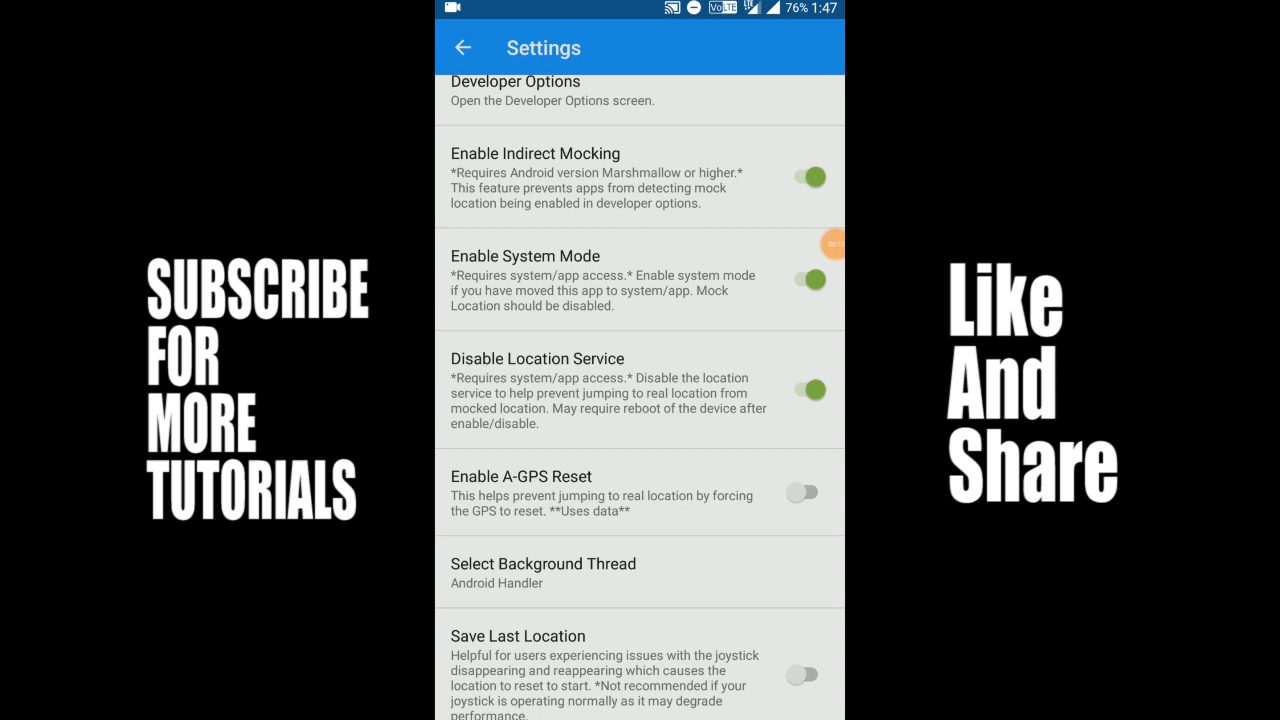 76% 1:47
Settings
Developer Options
Open the Developer Options screen.
Enable Indirect Mocking
*Requires Android version Marshmallow or higher.*
This feature prevents apps from detecting mock
location being enabled in developer options.
Enable System Mode
*Requires system/app access.* Enable system mode
if you have moved this app to system/app. Mock
Location should be disabled.
Disable Location Service
*Requires system/app access.* Disable the location
service to help prevent jumping to real location from
mocked location. May require reboot of the device after
enable/disable.
Enable A-GPS Reset
This helps prevent jumping to real location by forcing
the GPS to reset. **Uses data**
Select Background Thread
Android Handler
Save Last Location
Helpful for users experiencing issues with the joystick
disappearing and reappearing which causes the
location to reset to start. *Not recommended if your
joystick is operating normally as it may degrade
performance.
SUBSCRIBE
FOR
MORE
TUTORIALS
Like
And
Share